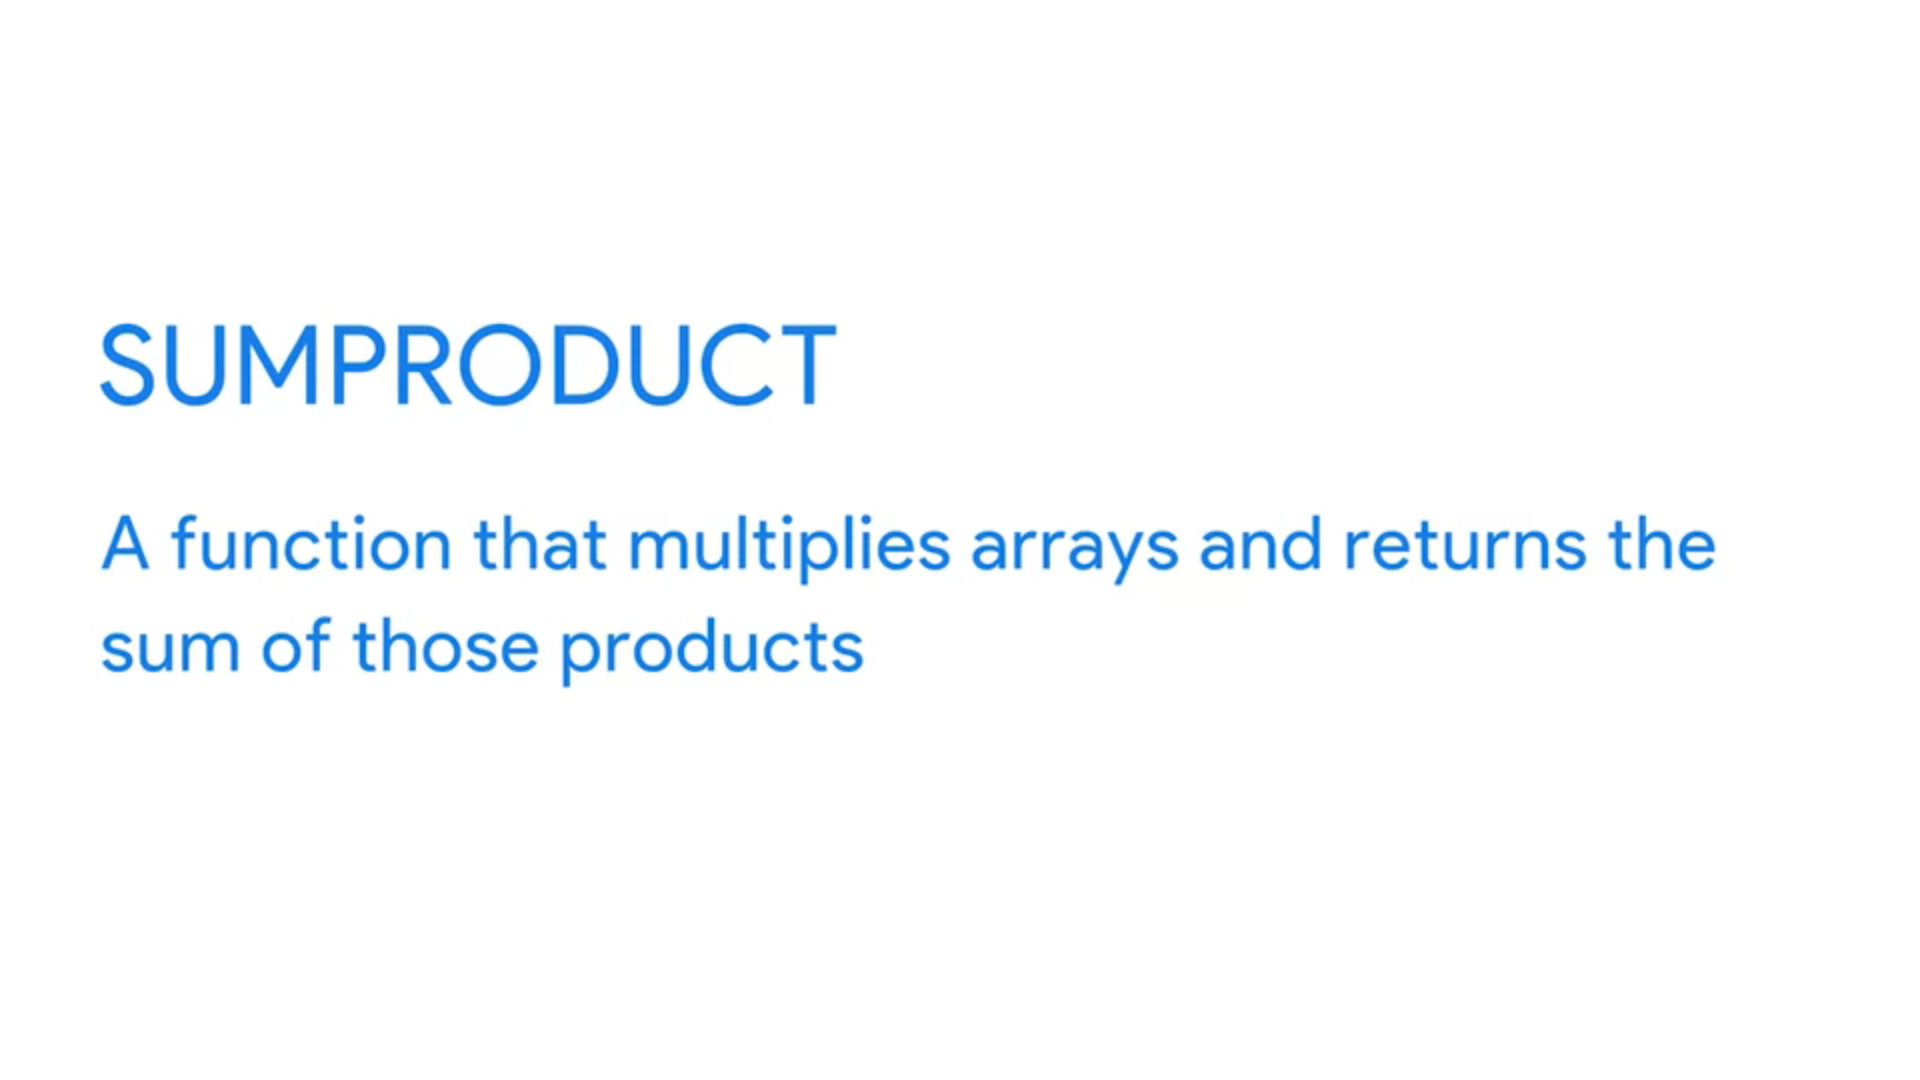 SUMPRODUCT
A function that multiplies arrays and returns the
sum of those products